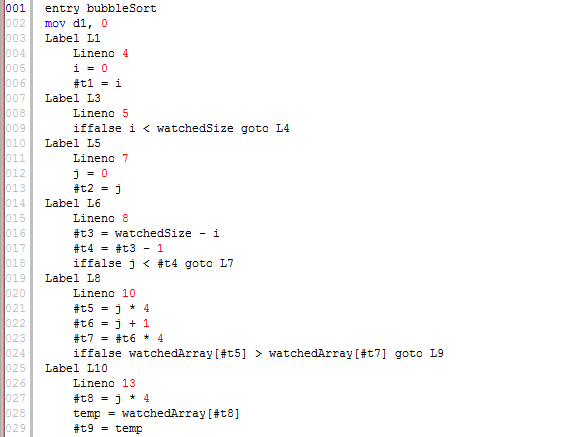 001 entry bubbleSort
002 mov d1, 0
003 Label L1
004 Lineno 4
005 i = 0
006 #t1 = i
007 Label L3
008 Lineno 5
009 iffalse i < watchedSize goto L4
010 Label L5
011 Lineno 7
012 j = 0
013 #t2 = j
014 Label L6
015 Lineno 8
016 #t3 = watchedSize - i
017 #t4 = #t3 - 1
018 iffalse j < #t4 goto L7
019 Label L8
020 Lineno 10
021 #t5 = j * 4
022 #t6 = j + 1
023 #t7 = #t6 * 4
024 iffalse watchedArray[#t5] > watchedArray[#t7] goto L9
025 Label L10
026 Lineno 13
027 #t8 = j * 4
028 temp = watchedArray[#t8]
029 #t9 = temp